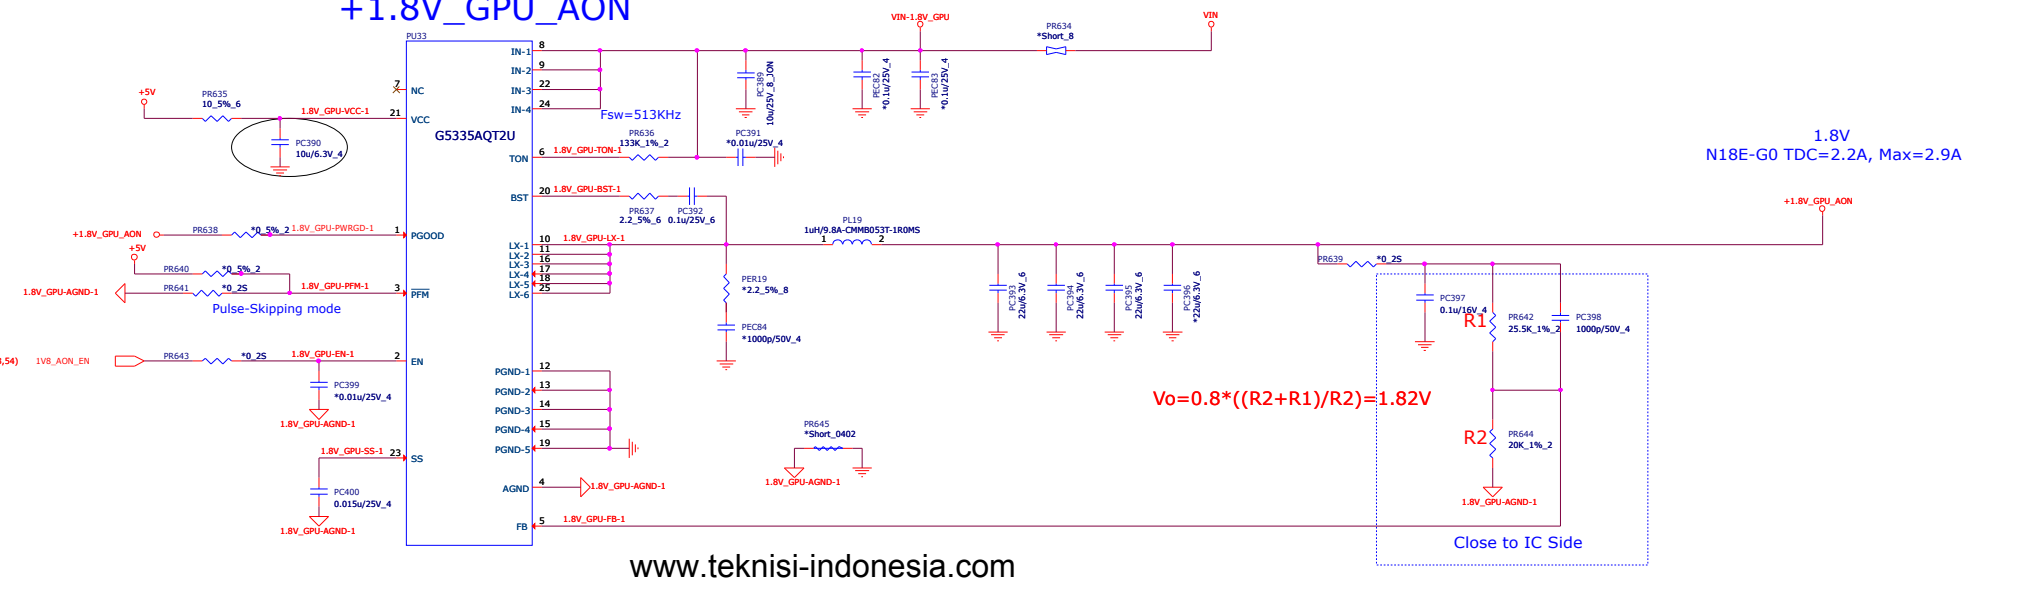 +1.8V_GPU_AON
PU33
VIN-1.8V_GPU
VIN
PR634
*Short_8
IN-1 8
IN-2 9
IN-3 22
IN-4 24
PC389
10u/25V_8_JON
PEC82
*0.1u/25V_4
PEC83
*0.1u/25V_4
7 NC
+5V
PR635
10_5%_6
1.8V_GPU-VCC-1
21 VCC
PC390
10u/6.3V_4
G5335AQT2U
Fsw=513KHz
TON 6
1.8V_GPU-TON-1
PR636
133K_1%_2
PC391
*0.01u/25V_4
1.8V
N18E-G0 TDC=2.2A, Max=2.9A
BST 20
1.8V_GPU-BST-1
PR637
2.2_5%_6
PC392
0.1u/25V_6
+1.8V_GPU_AON
+1.8V_GPU_AON
PR638
*0_5%_2
1.8V_GPU-PWRGD-1
1 PGOOD
LX-1 10
LX-2 11
LX-3 16
LX-4 17
LX-5 18
LX-6 25
1.8V_GPU-LX-1
PL19
1uH/9.8A-CMMB053T-1R0MS
1 2
+5V
PR640
*0_5%_2
1.8V_GPU-AGND-1
PR641
*0_2S
1.8V_GPU-PFM-1
3 PFM
Pulse-Skipping mode
PER19
*2.2_5%_8
PEC84
*1000p/50V_4
PC393
22u/6.3V_6
PC394
22u/6.3V_6
PC395
22u/6.3V_6
PC396
*22u/6.3V_6
PR639
*0_2S
PC397
0.1u/16V_4
R1
PR642
25.5K_1%_2
PC398
1000p/50V_4
,54)
1V8_AON_EN
PR643
*0_2S
1.8V_GPU-EN-1
2 EN
PC399
*0.01u/25V_4
1.8V_GPU-AGND-1
PGND-1 12
PGND-2 13
PGND-3 14
PGND-4 15
PGND-5 19
Vo=0.8*((R2+R1)/R2)=1.82V
PR645
*Short_0402
1.8V_GPU-AGND-1
R2
PR644
20K_1%_2
1.8V_GPU-AGND-1
1.8V_GPU-SS-1
23 SS
PC400
0.015u/25V_4
1.8V_GPU-AGND-1
AGND 4
1.8V_GPU-AGND-1
FB 5
1.8V_GPU-FB-1
Close to IC Side
www.teknisi-indonesia.com